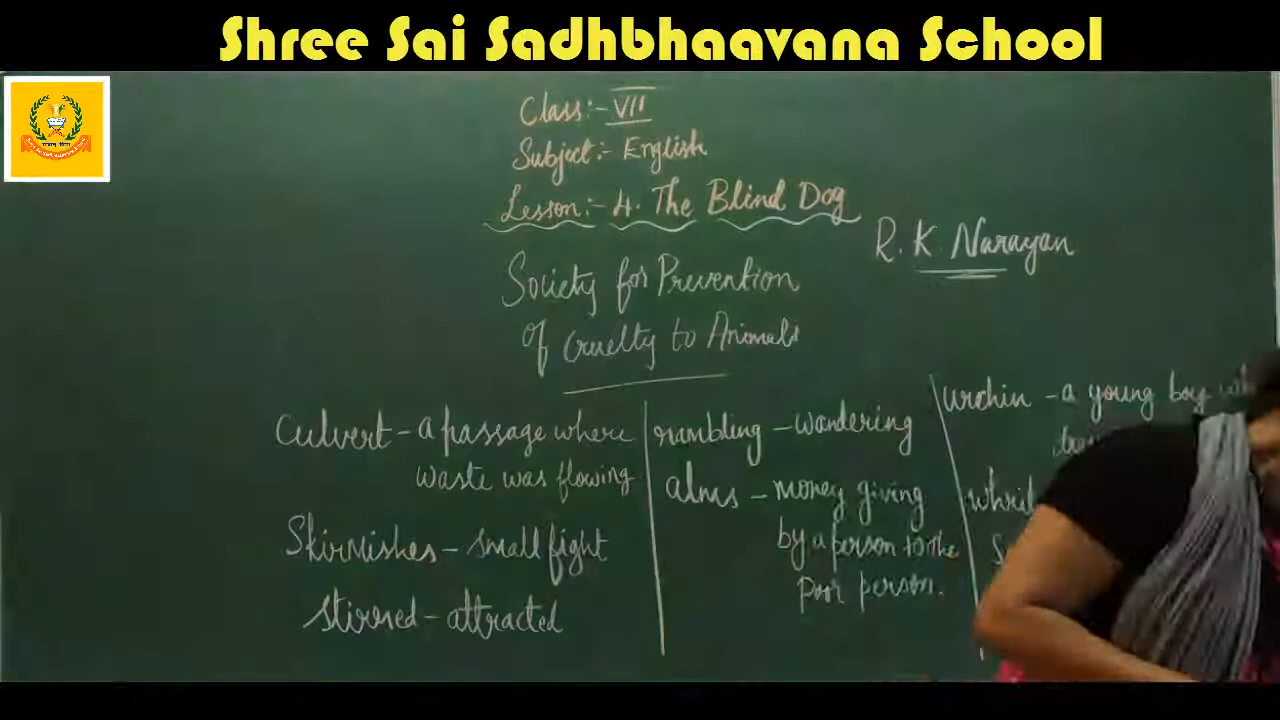 Shree Sai Sadhbhaavana School
Class:- VII
Subject:- English
Lesson:- 4. The Blind Dog
R. K. Narayan
Society for Prevention
of Cruelty to Animals
Culvert - a passage where
waste was flowing
Skirmishes - small fight
stirred - attracted
rambling - wandering
alms - money giving
by a person to the
poor person.
urchin - a young boy